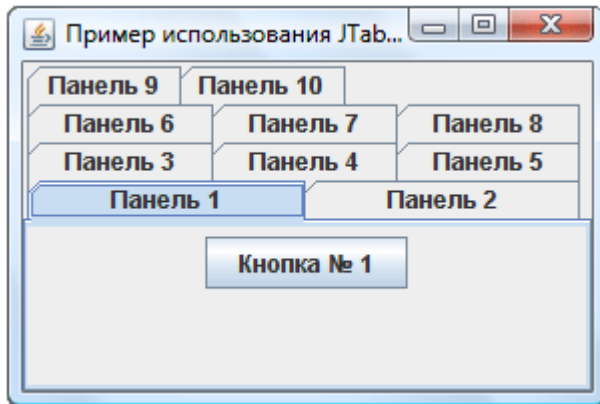 Пример использования JTab...
Панель 9 Панель 10
Панель 6 Панель 7 Панель 8
Панель 3 Панель 4 Панель 5
Панель 1 Панель 2
Кнопка № 1